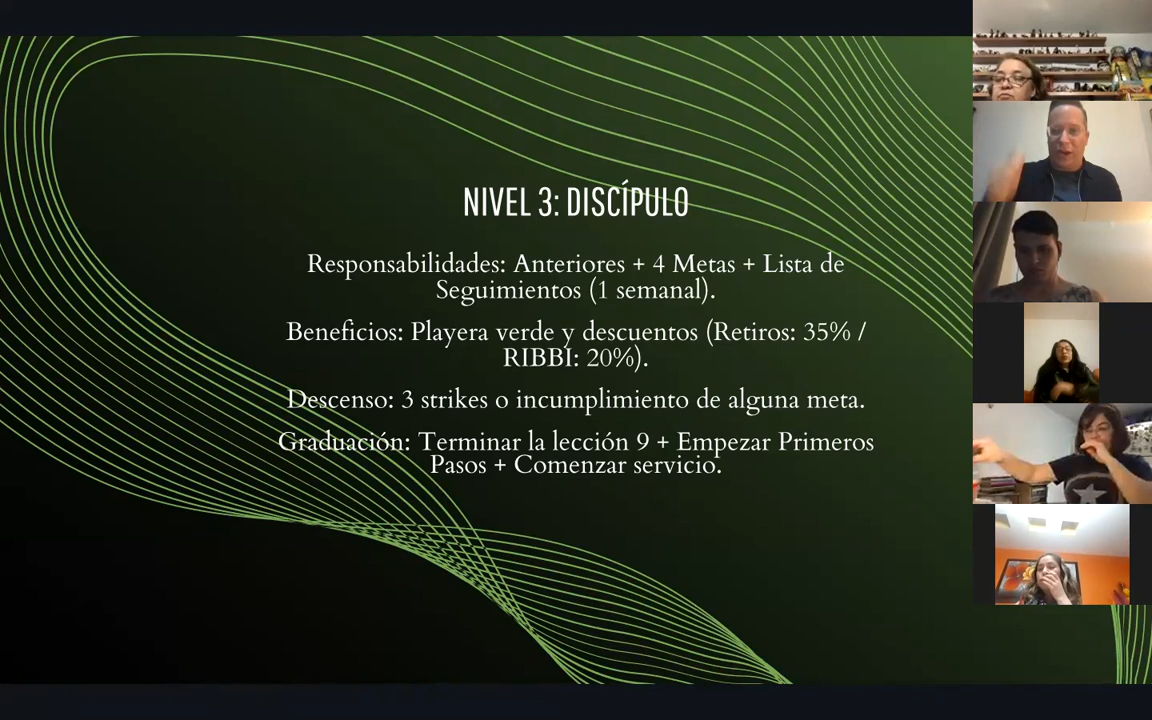 NIVEL 3: DISCÍPULO
Responsabilidades: Anteriores + 4 Metas + Lista de
Seguimientos (1 semanal).
Beneficios: Playera verde y descuentos (Retiros: 35% /
RIBBI: 20%).
Descenso: 3 strikes o incumplimiento de alguna meta.
Graduación: Terminar la lección 9 + Empezar Primeros
Pasos + Comenzar servicio.